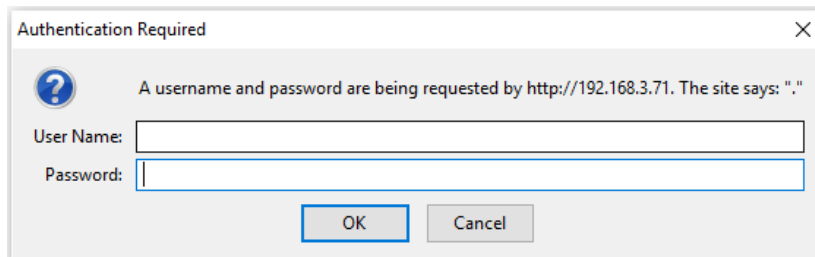 Authentication Required
A username and password are being requested by http://192.168.3.71. The site says: "."
User Name:
Password:
OK
Cancel